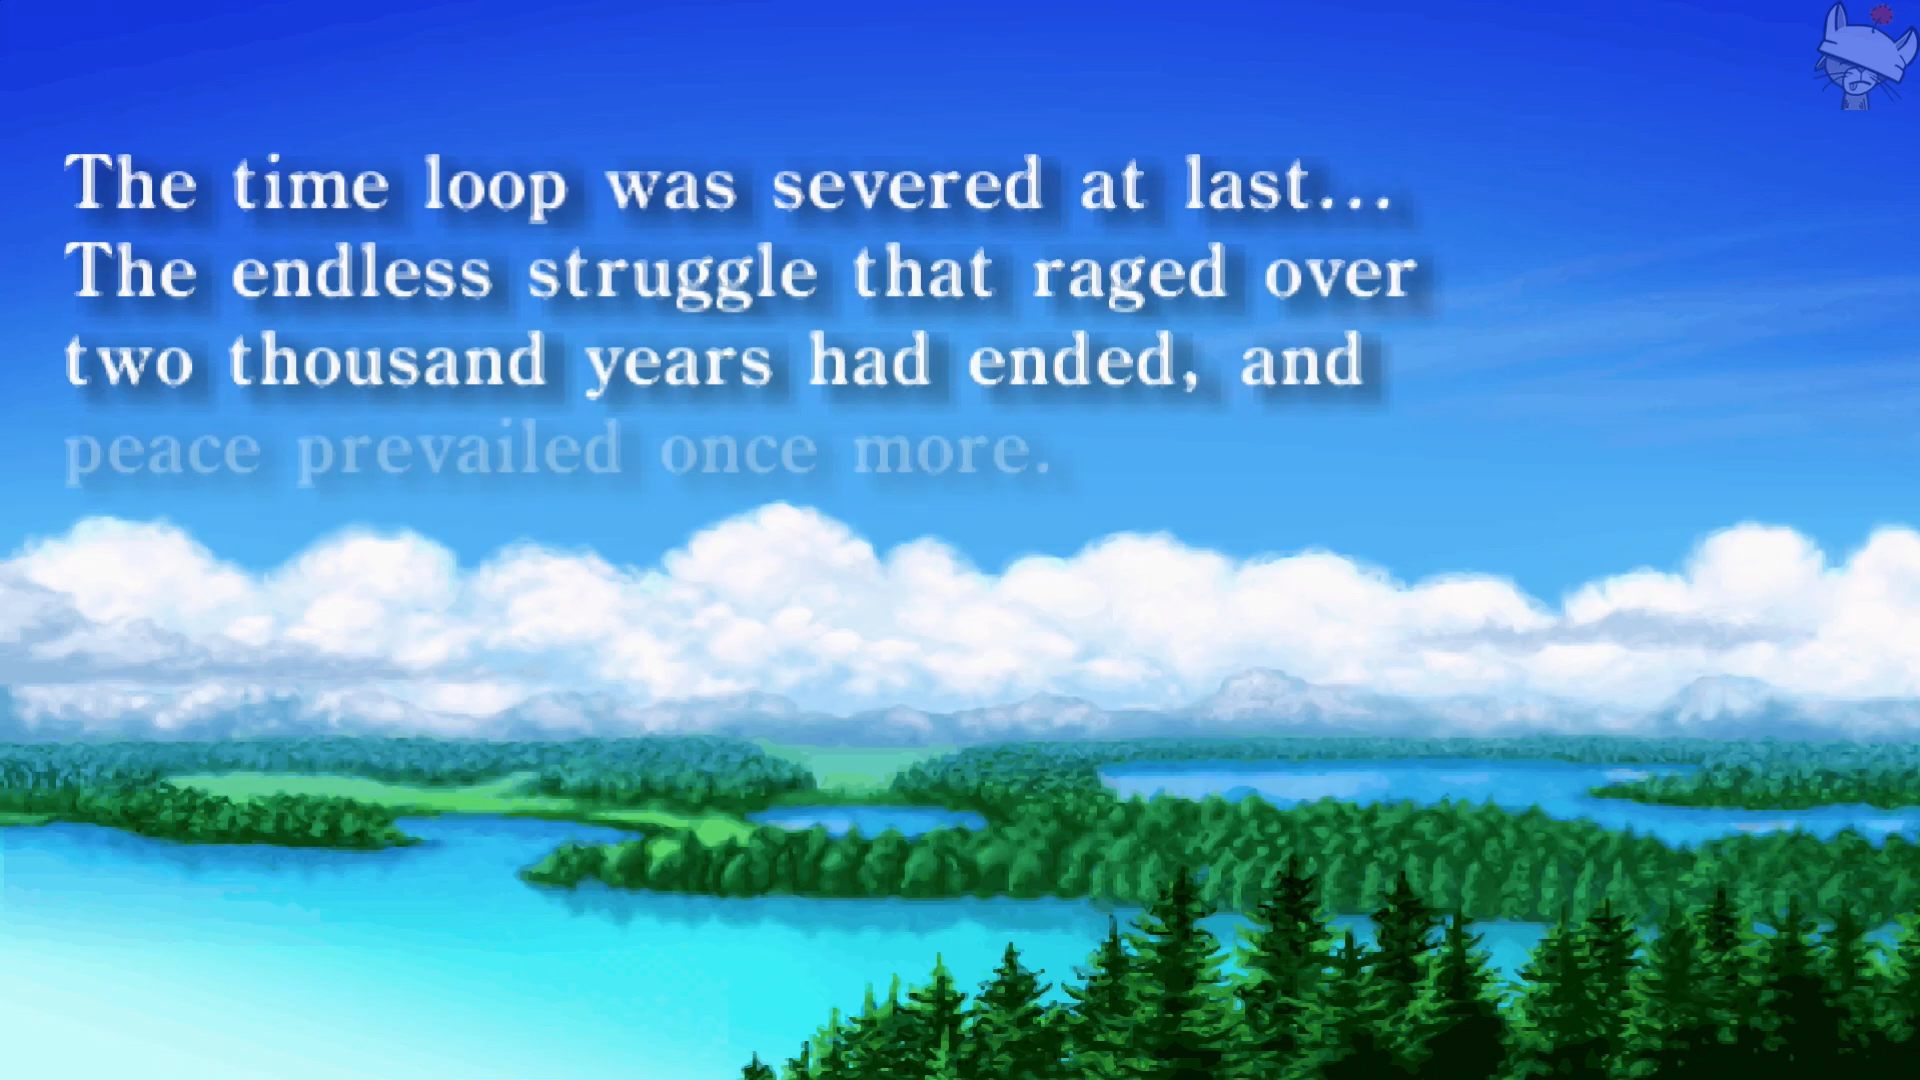 The time loop was severed at last...
The endless struggle that raged over
two thousand years had ended, and
peace prevailed once more.